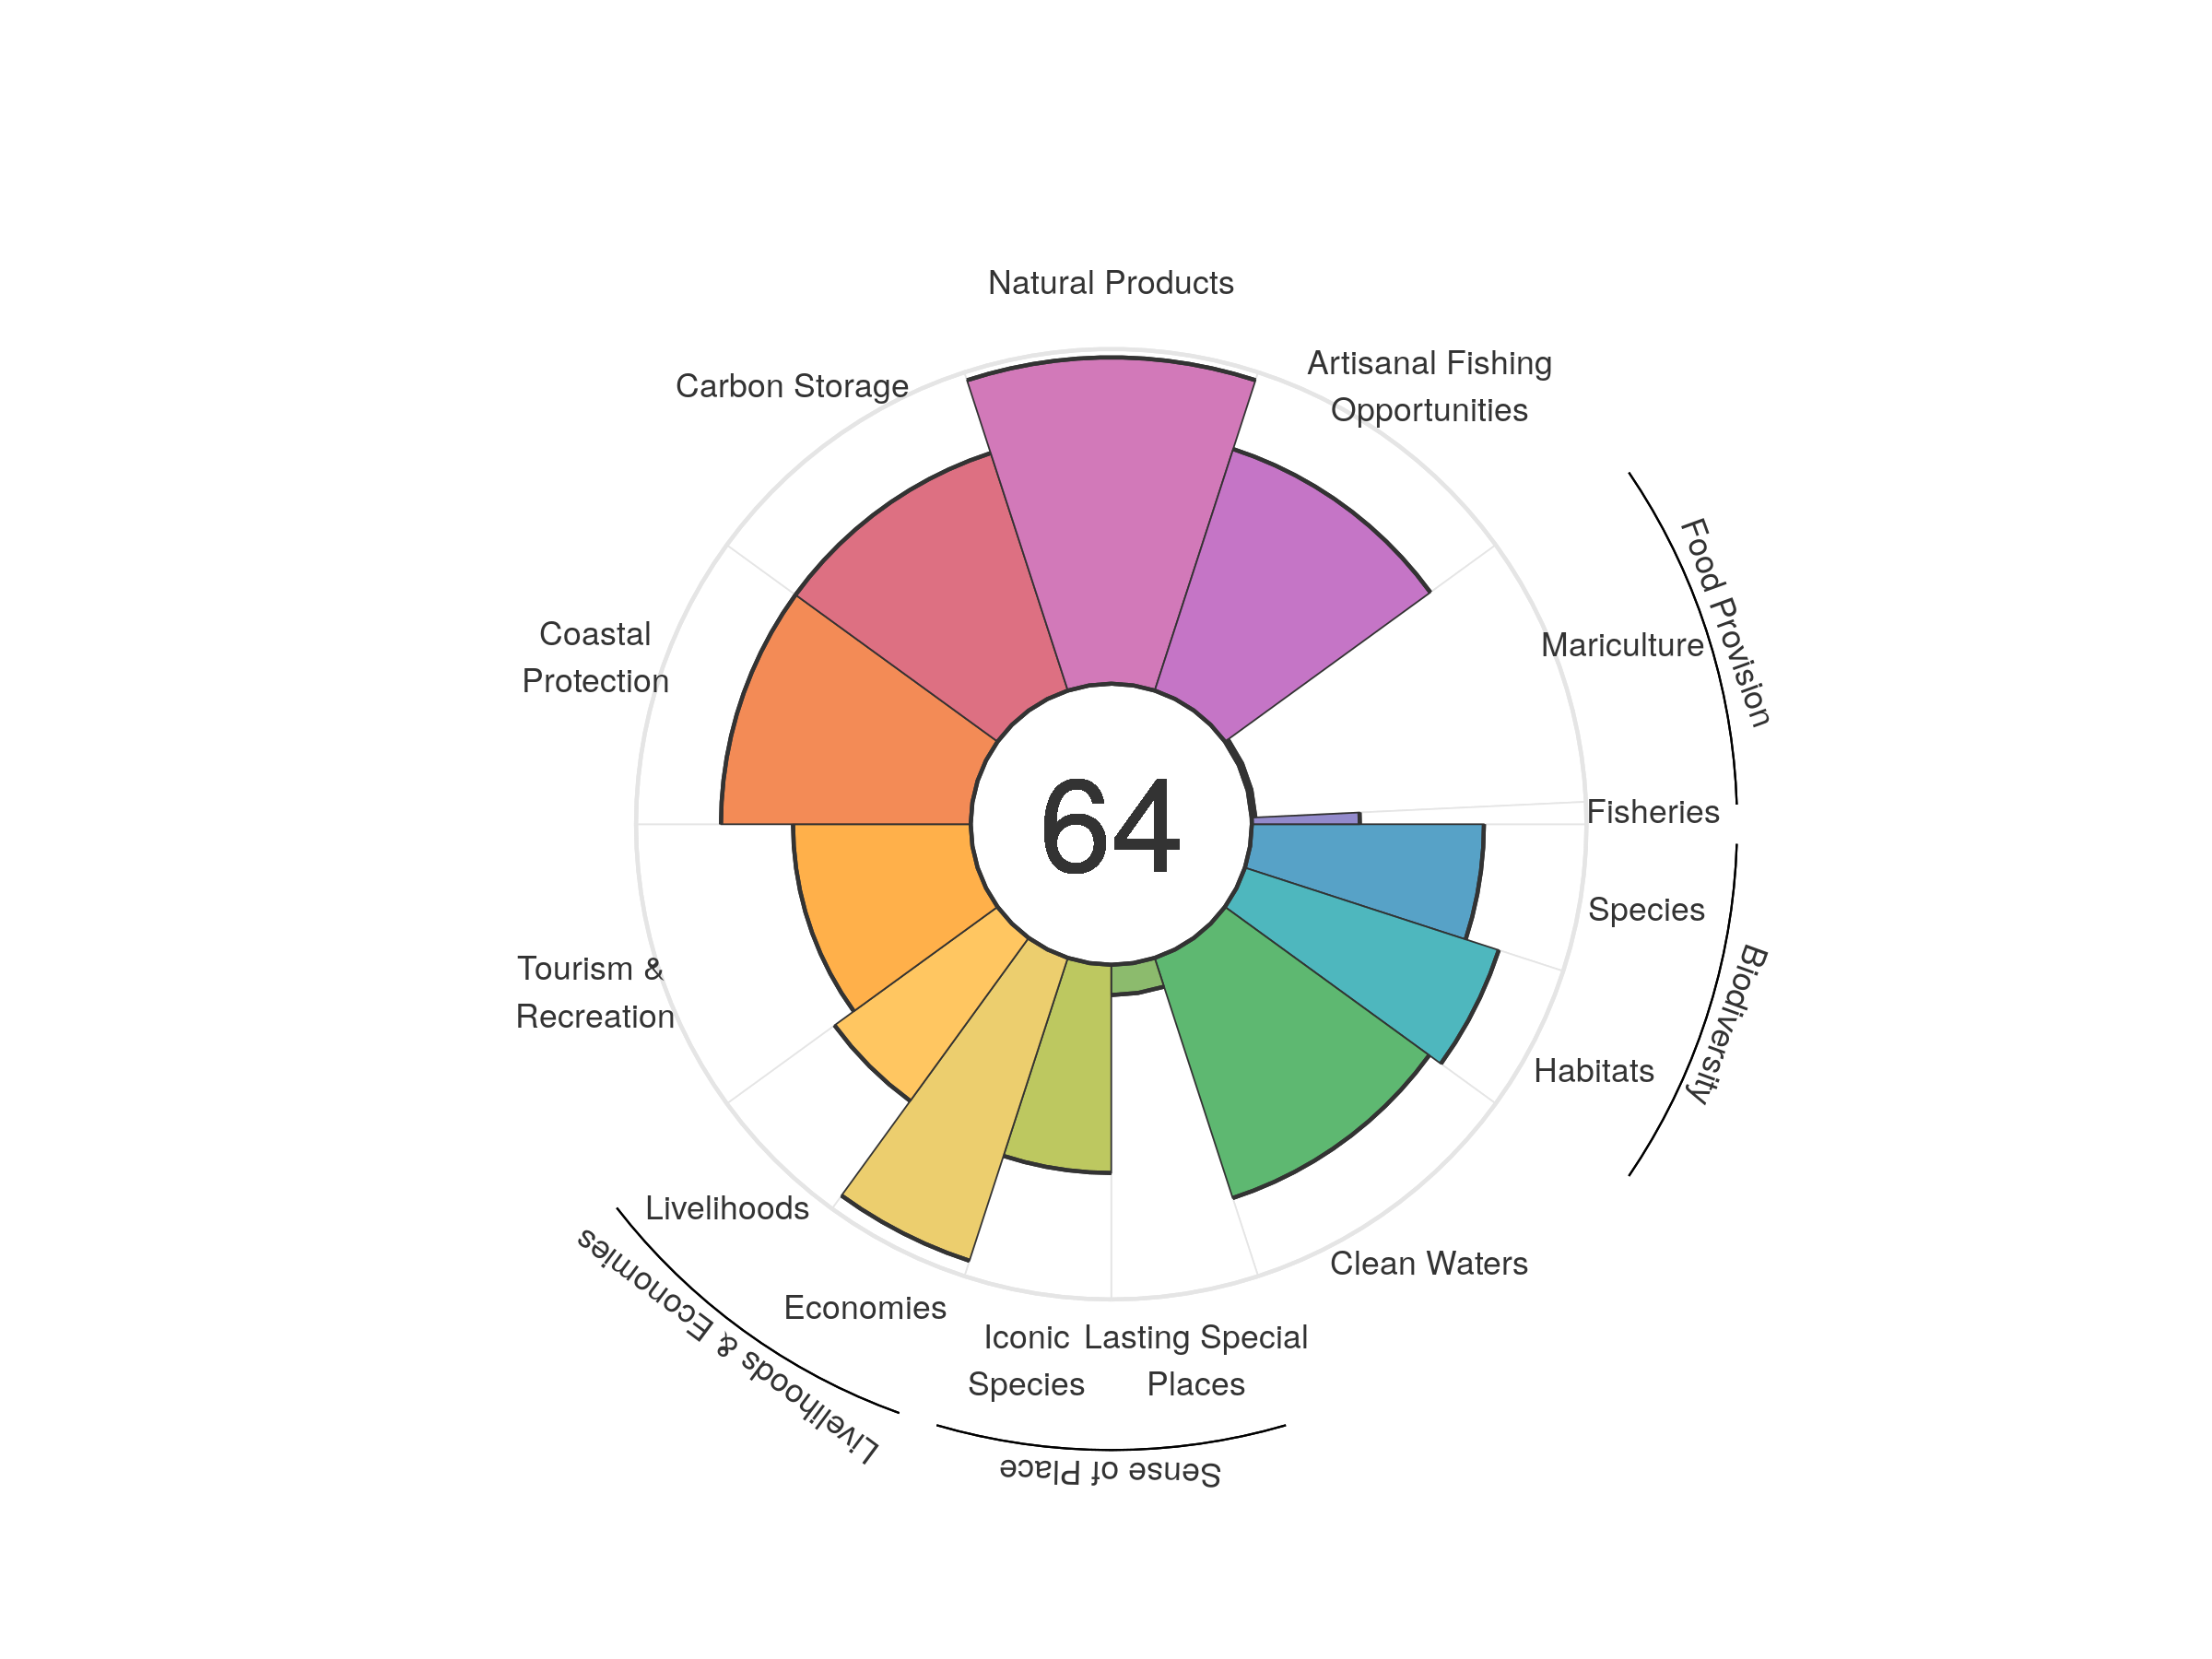 Natural Products
Carbon Storage
Artisanal Fishing
Opportunities
Food Provision
Mariculture
Coastal
Protection
64
Fisheries
Species
Biodiversity
Tourism &
Recreation
Habitats
Livelihoods
Clean Waters
Economies
Livelihoods & Economies
Iconic
Species
Lasting Special
Places
Sense of Place